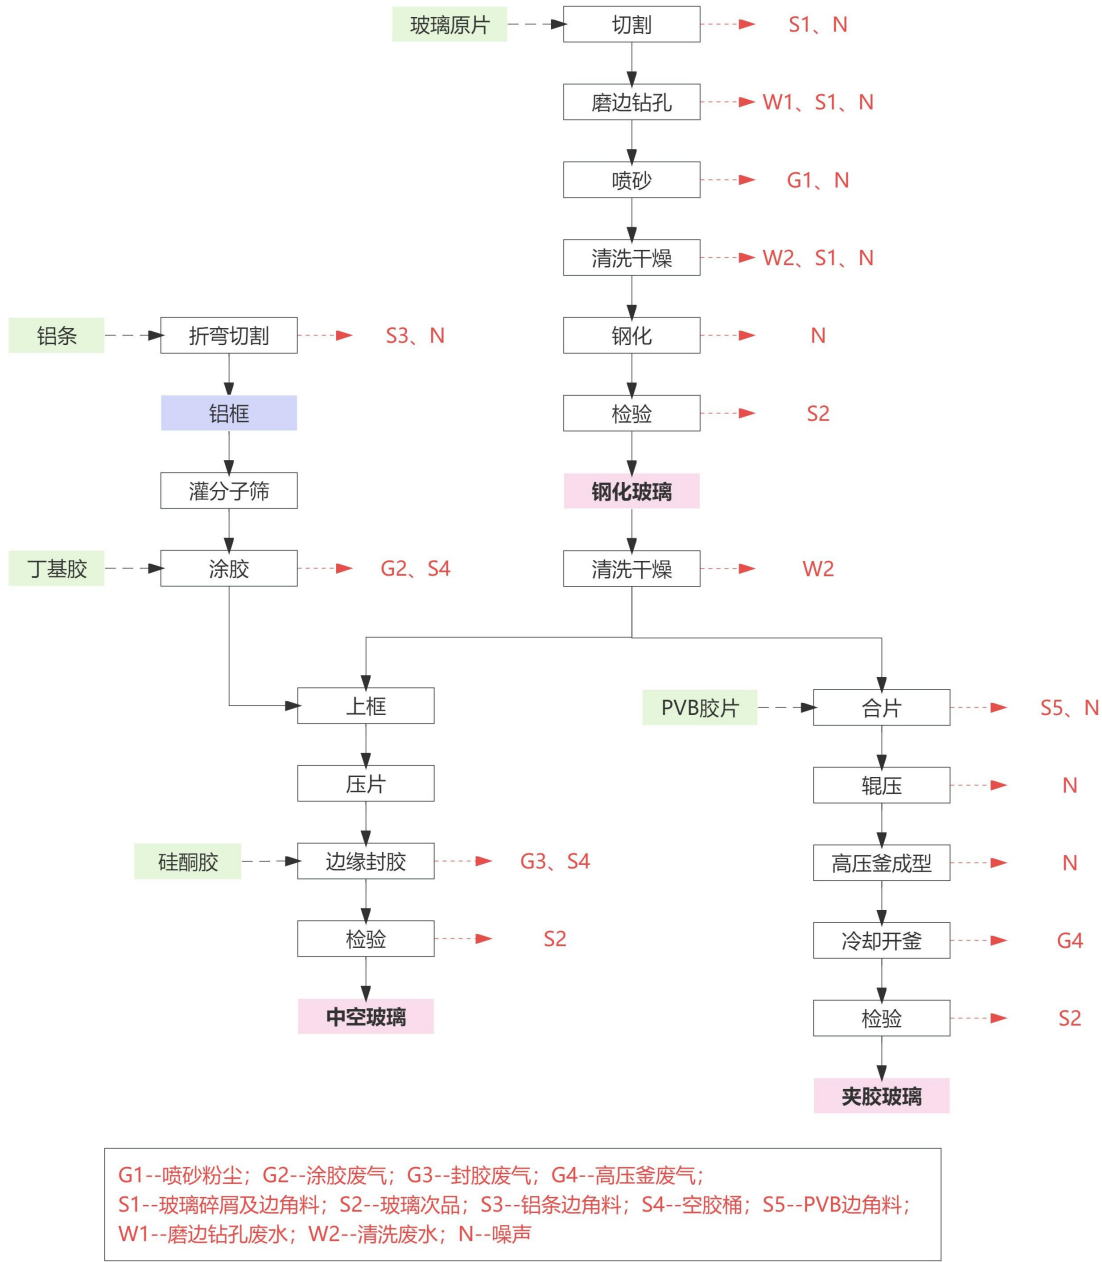 玻璃原片
切割
S1、N
磨边钻孔
W1、S1、N
喷砂
G1、N
清洗干燥
W2、S1、N
铝条
折弯切割
S3、N
钢化
N
铝框
检验
S2
灌分子筛
钢化玻璃
丁基胶
涂胶
G2、S4
清洗干燥
W2
上框
PVB胶片
合片
S5、N
压片
辊压
N
硅酮胶
边缘封胶
G3、S4
高压釜成型
N
检验
S2
冷却开釜
G4
中空玻璃
检验
S2
夹胶玻璃
G1--喷砂粉尘；G2--涂胶废气；G3--封胶废气；G4--高压釜废气；
S1--玻璃碎屑及边角料；S2--玻璃次品；S3--铝条边角料；S4--空胶桶；S5--PVB边角料；
W1--磨边钻孔废水；W2--清洗废水；N--噪声